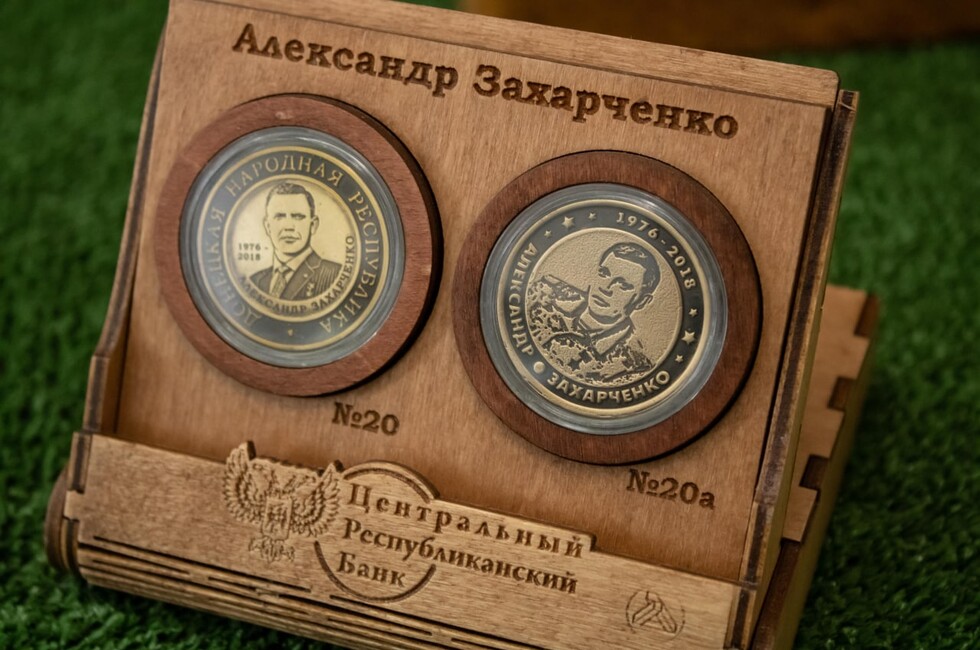 Александр Захарченко
ДОНЕЦКАЯ НАРОДНАЯ РЕСПУБЛИКА
1976 -
2018
АЛЕКСАНДР ЗАХАРЧЕНКО
1976-2018
АЛЕКСАНДР
ЗАХАРЧЕНКО
№20
№20а
Центральный
Республиканский
Банк